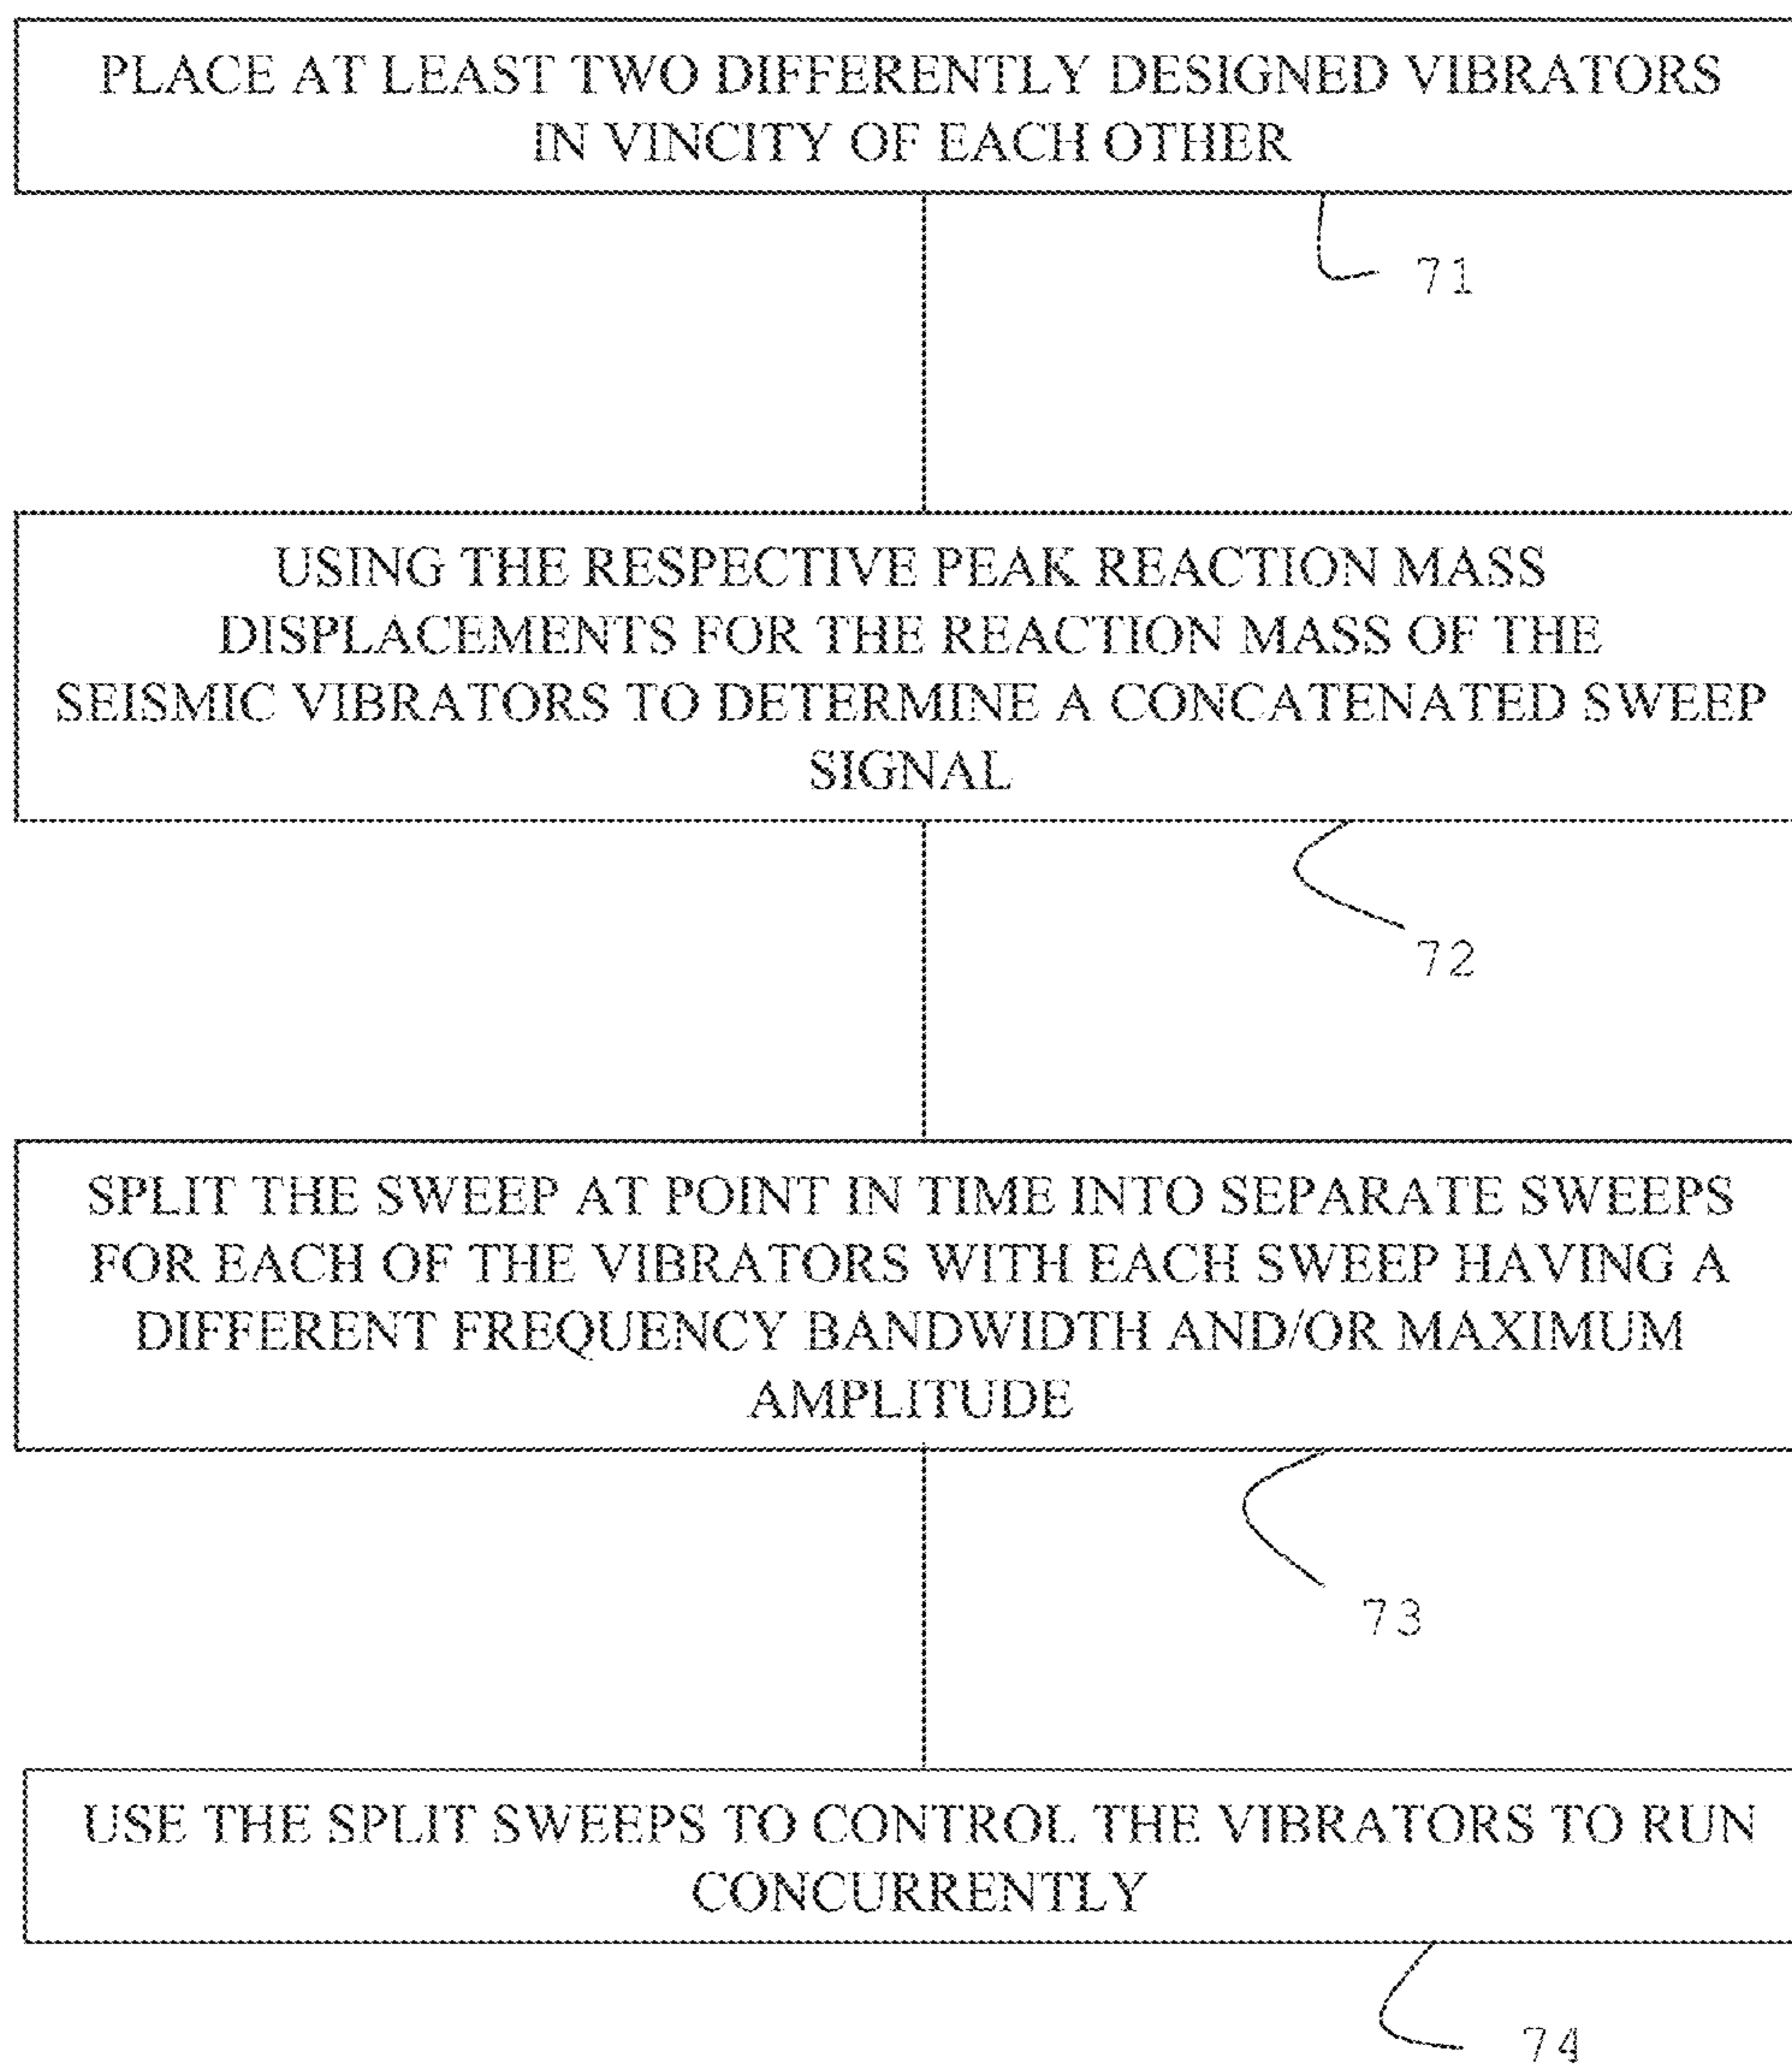 PLACE AT LEAST TWO DIFFERENTLY DESIGNED VIBRATORS
IN VINCITY OF EACH OTHER
71
USING THE RESPECTIVE PEAK REACTION MASS
DISPLACEMENTS FOR THE REACTION MASS OF THE
SEISMIC VIBRATORS TO DETERMINE A CONCATENATED SWEEP
SIGNAL
72
SPLIT THE SWEEP AT POINT IN TIME INTO SEPARATE SWEEPS
FOR EACH OF THE VIBRATORS WITH EACH SWEEP HAVING A
DIFFERENT FREQUENCY BANDWIDTH AND/OR MAXIMUM
AMPLITUDE
73
USE THE SPLIT SWEEPS TO CONTROL THE VIBRATORS TO RUN
CONCURRENTLY
74